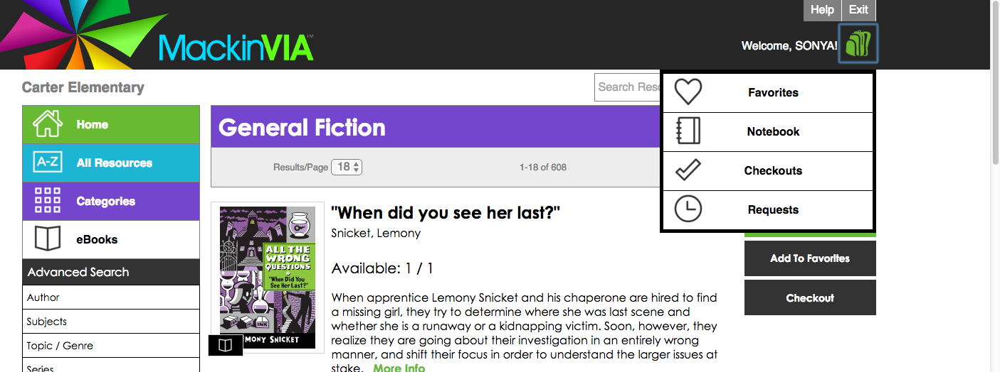 Help Exit
MackinVIA™
Welcome, SONYA!
Carter Elementary
Search Reso
Favorites
Notebook
Checkouts
Requests
Home
All Resources
Categories
eBooks
Advanced Search
Author
Subjects
Topic / Genre
Series
General Fiction
Results/Page 18
1-18 of 608
ALL THE
WRONG
QUESTIONS
"When Did You
See Her Last?"
INK
EMONY SNICKET
"When did you see her last?"
Snicket, Lemony
Available: 1 / 1
When apprentice Lemony Snicket and his chaperone are hired to find
a missing girl, they try to determine where she was last scene and
whether she is a runaway or a kidnapping victim. Soon, however, they
realize they are going about their investigation in an entirely wrong
manner, and shift their focus in order to understand the larger issues at
stake. More Info
Add To Favorites
Checkout
A-Z